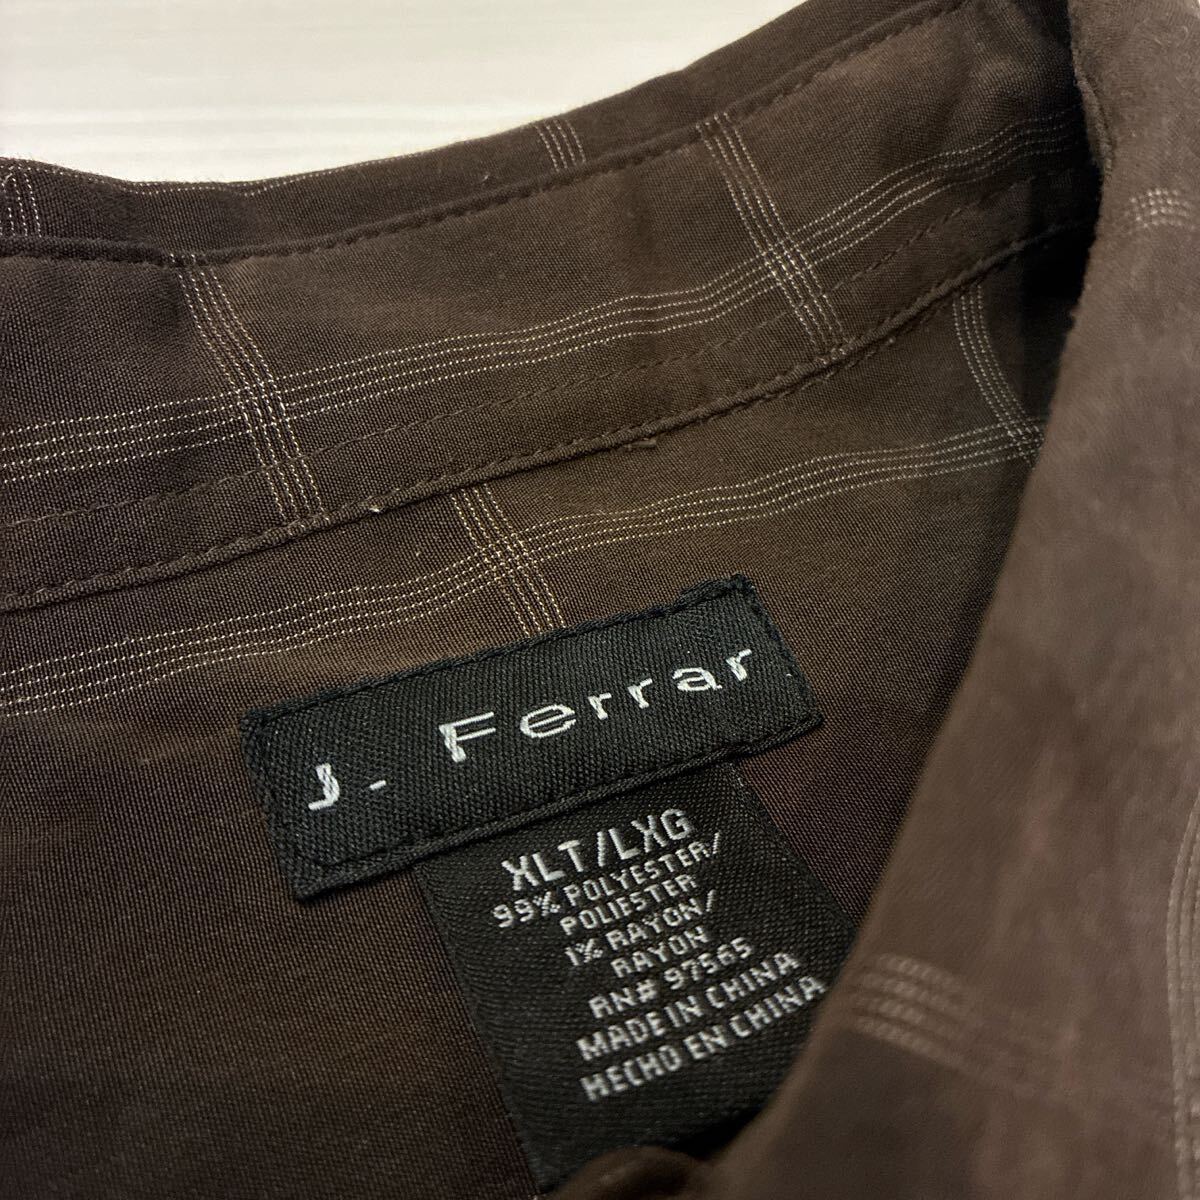 J. Ferrar
XLT/LXG
99% POLYESTER/
POLIESTER
1% RAYON/
RAYON
RN# 97565
MADE IN CHINA
HECHO EN CHINA